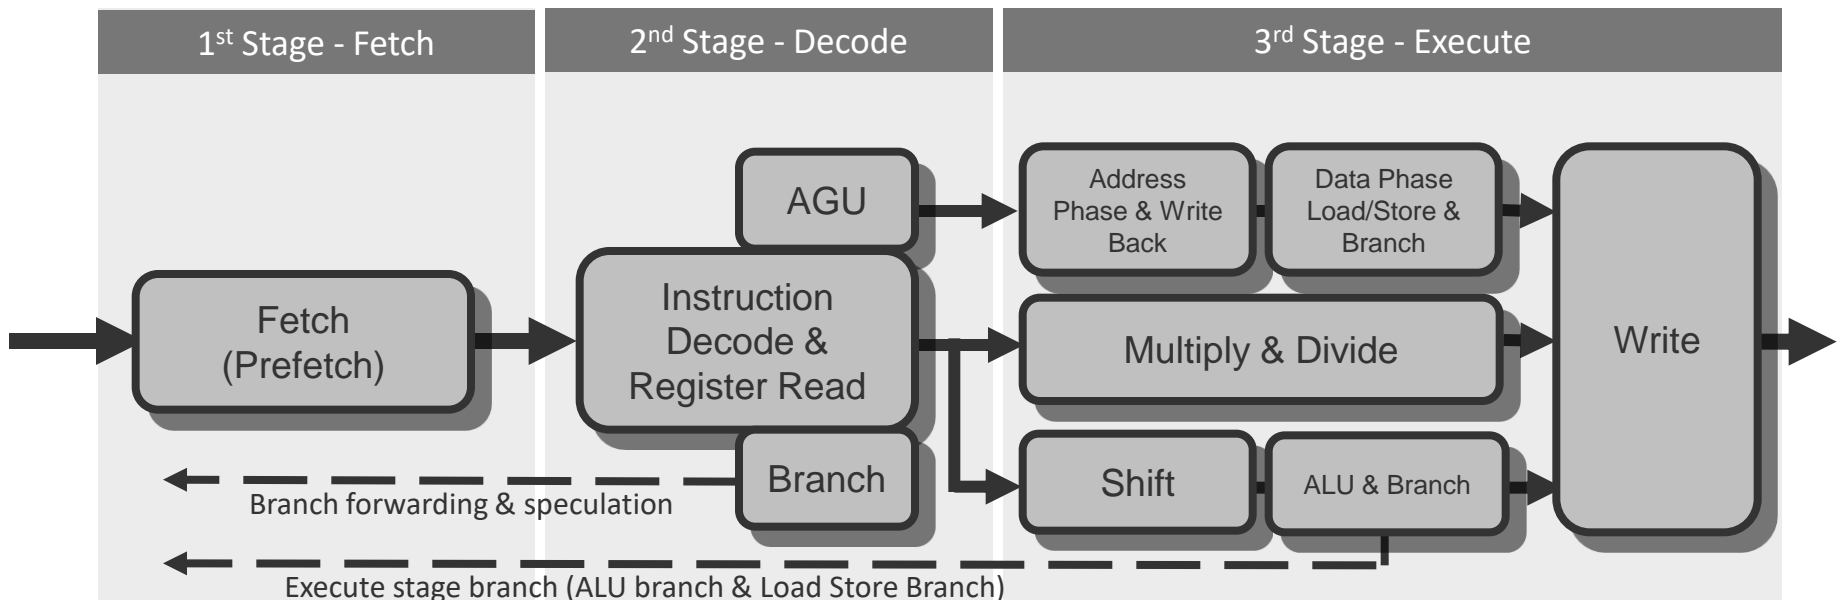 1st Stage - Fetch
2nd Stage - Decode
3rd Stage - Execute
AGU
Address
Phase & Write
Back
Data Phase
Load/Store &
Branch
Fetch
(Prefetch)
Instruction
Decode &
Register Read
Multiply & Divide
Write
Branch
Shift
ALU & Branch
Branch forwarding & speculation
Execute stage branch (ALU branch & Load Store Branch)